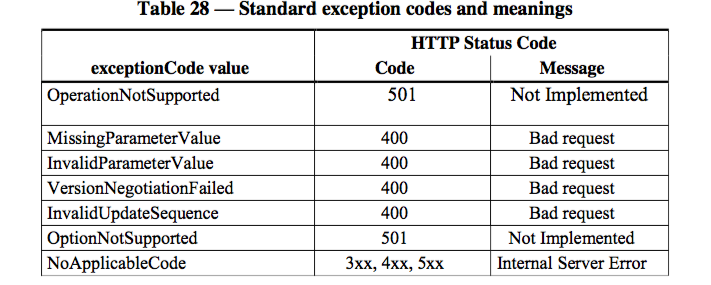 Table 28 — Standard exception codes and meanings
HTTP Status Code
exceptionCode value Code Message
OperationNotSupported 501 Not Implemented
MissingParameterValue 400 Bad request
InvalidParameterValue 400 Bad request
VersionNegotiationFailed 400 Bad request
InvalidUpdateSequence 400 Bad request
OptionNotSupported 501 Not Implemented
NoApplicableCode 3xx, 4xx, 5xx Internal Server Error